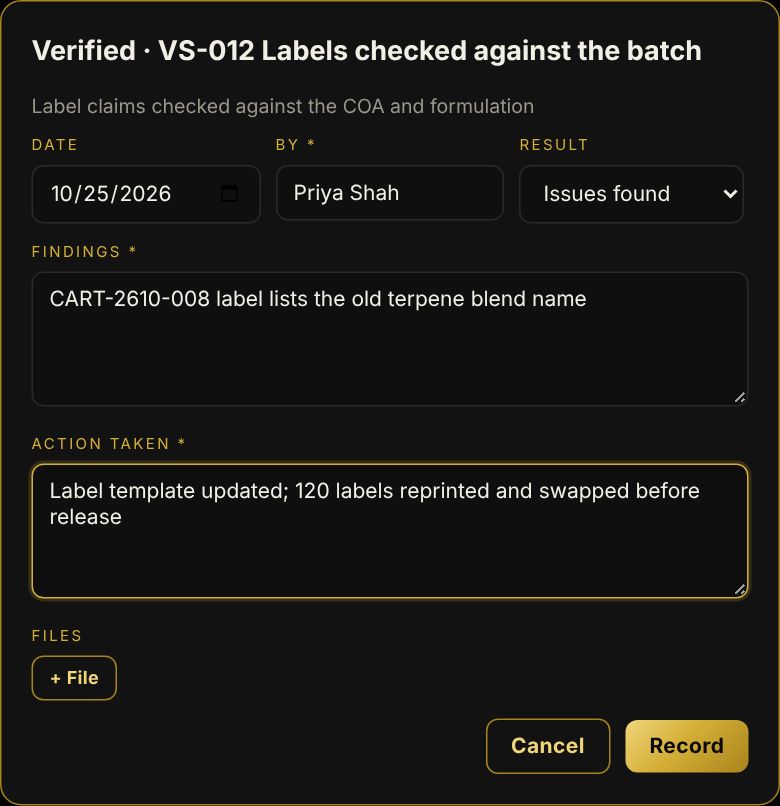 Verified · VS-012 Labels checked against the batch
Label claims checked against the COA and formulation
DATE BY * RESULT
10/25/2026 Priya Shah Issues found
FINDINGS *
CART-2610-008 label lists the old terpene blend name
ACTION TAKEN *
Label template updated; 120 labels reprinted and swapped before
release
FILES
+ File
Cancel Record